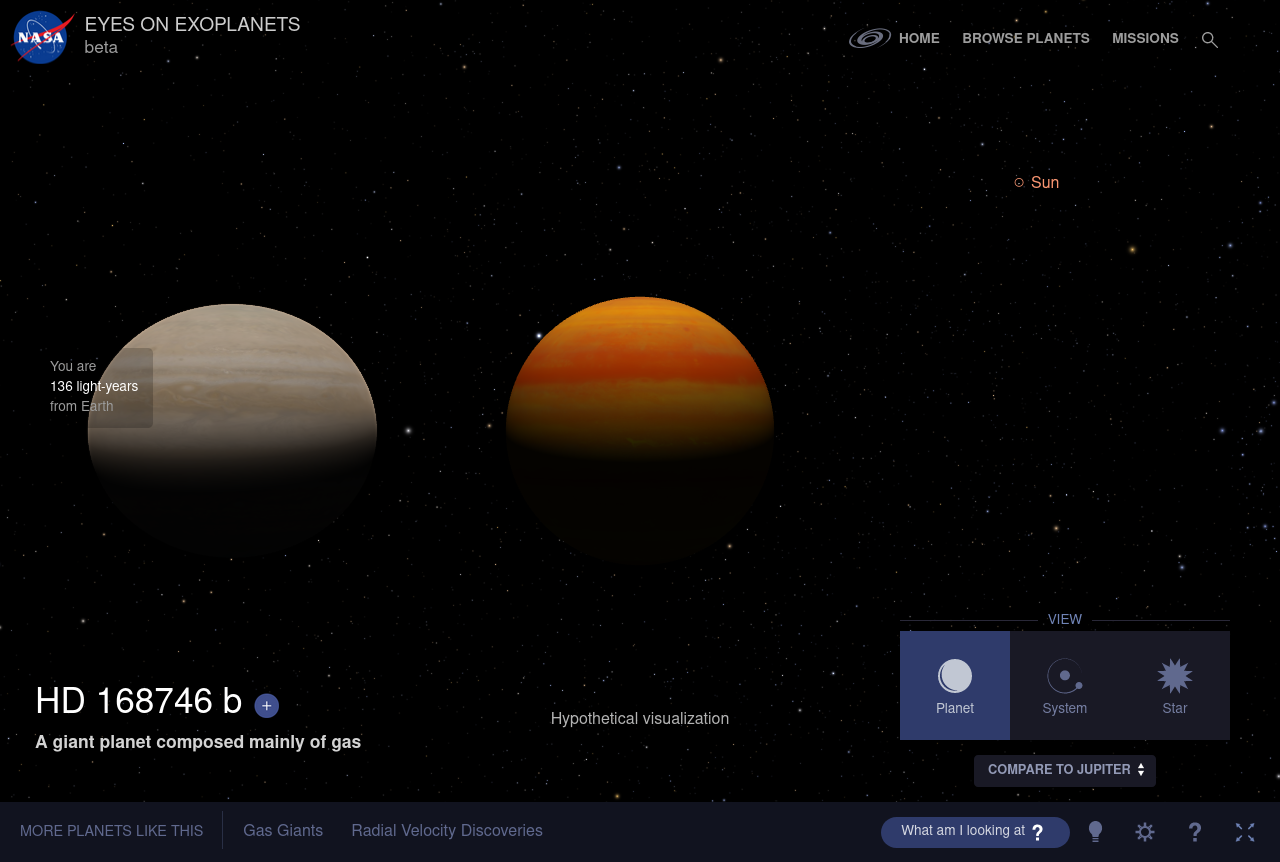 NASA
EYES ON EXOPLANETS
beta
HOME
BROWSE PLANETS
MISSIONS
Sun
You are
136 light-years
from Earth
HD 168746 b +
A giant planet composed mainly of gas
Hypothetical visualization
VIEW
Planet
System
Star
COMPARE TO JUPITER
MORE PLANETS LIKE THIS
Gas Giants
Radial Velocity Discoveries
What am I looking at ?
?